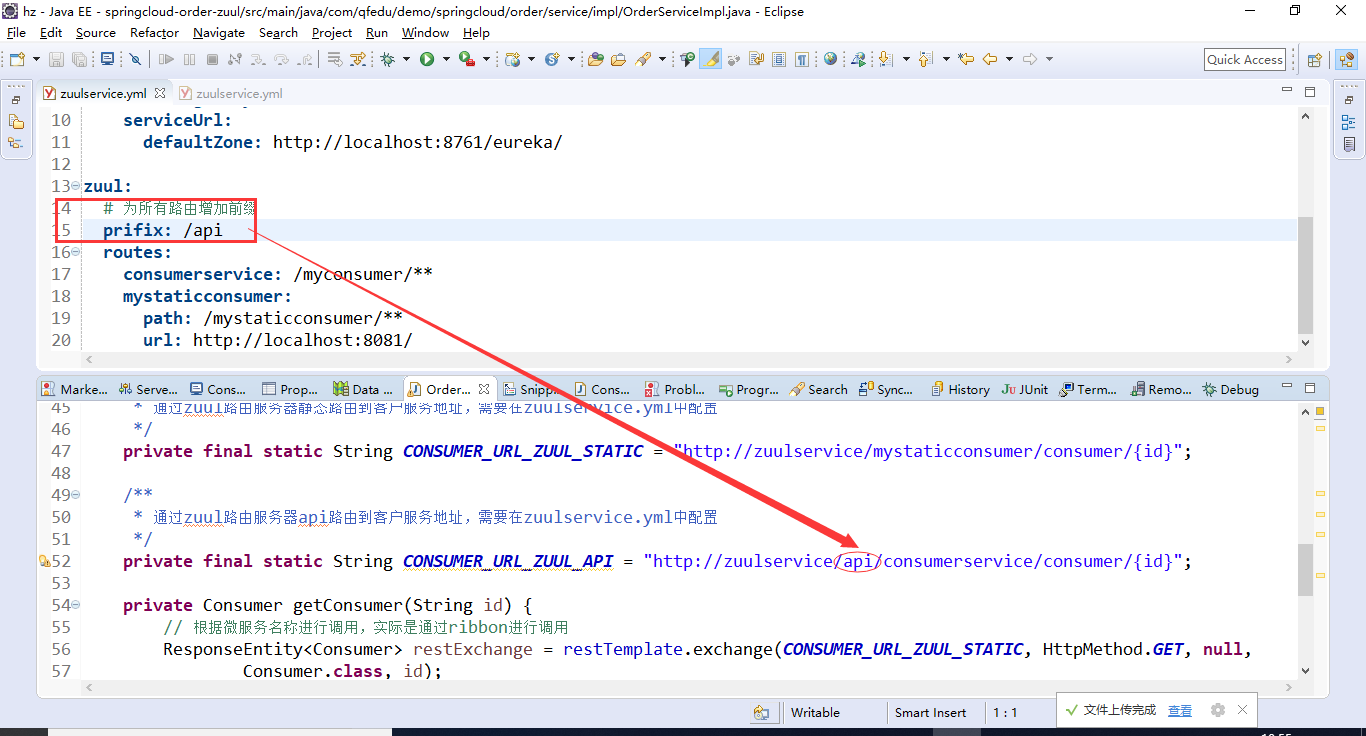 hz - Java EE - springcloud-order-zuul/src/main/java/com/qfedu/demo/springcloud/order/service/impl/OrderServiceImpl.java - Eclipse
File Edit Source Refactor Navigate Search Project Run Window Help
Quick Access
zuulservice.yml zuulservice.yml
10 serviceUrl:
11 defaultZone: http://localhost:8761/eureka/
12
13 zuul:
14 # 为所有路由增加前缀
15 prifix: /api
16 routes:
17 consumerservice: /myconsumer/**
18 mystaticconsumer:
19 path: /mystaticconsumer/**
20 url: http://localhost:8081/
Marke... Serve... Cons... Prop... Data ... Order... Snipp... Cons... Probl... Progr... Search Sync... History JUnit Term... Remo... Debug
45 * 通过zuul路由服务器静态路由到客户服务地址，需要在zuulservice.yml中配置
46 */
47 private final static String CONSUMER_URL_ZUUL_STATIC = "http://zuulservice/mystaticconsumer/consumer/{id}";
48
49 /**
50 * 通过zuul路由服务器api路由到客户服务地址，需要在zuulservice.yml中配置
51 */
52 private final static String CONSUMER_URL_ZUUL_API = "http://zuulservice/api/consumerservice/consumer/{id}";
53
54 private Consumer getConsumer(String id) {
55 // 根据微服务名称进行调用，实际是通过ribbon进行调用
56 ResponseEntity<Consumer> restExchange = restTemplate.exchange(CONSUMER_URL_ZUUL_STATIC, HttpMethod.GET, null,
57 Consumer.class, id);
Writable Smart Insert 1 : 1
文件上传完成 查看